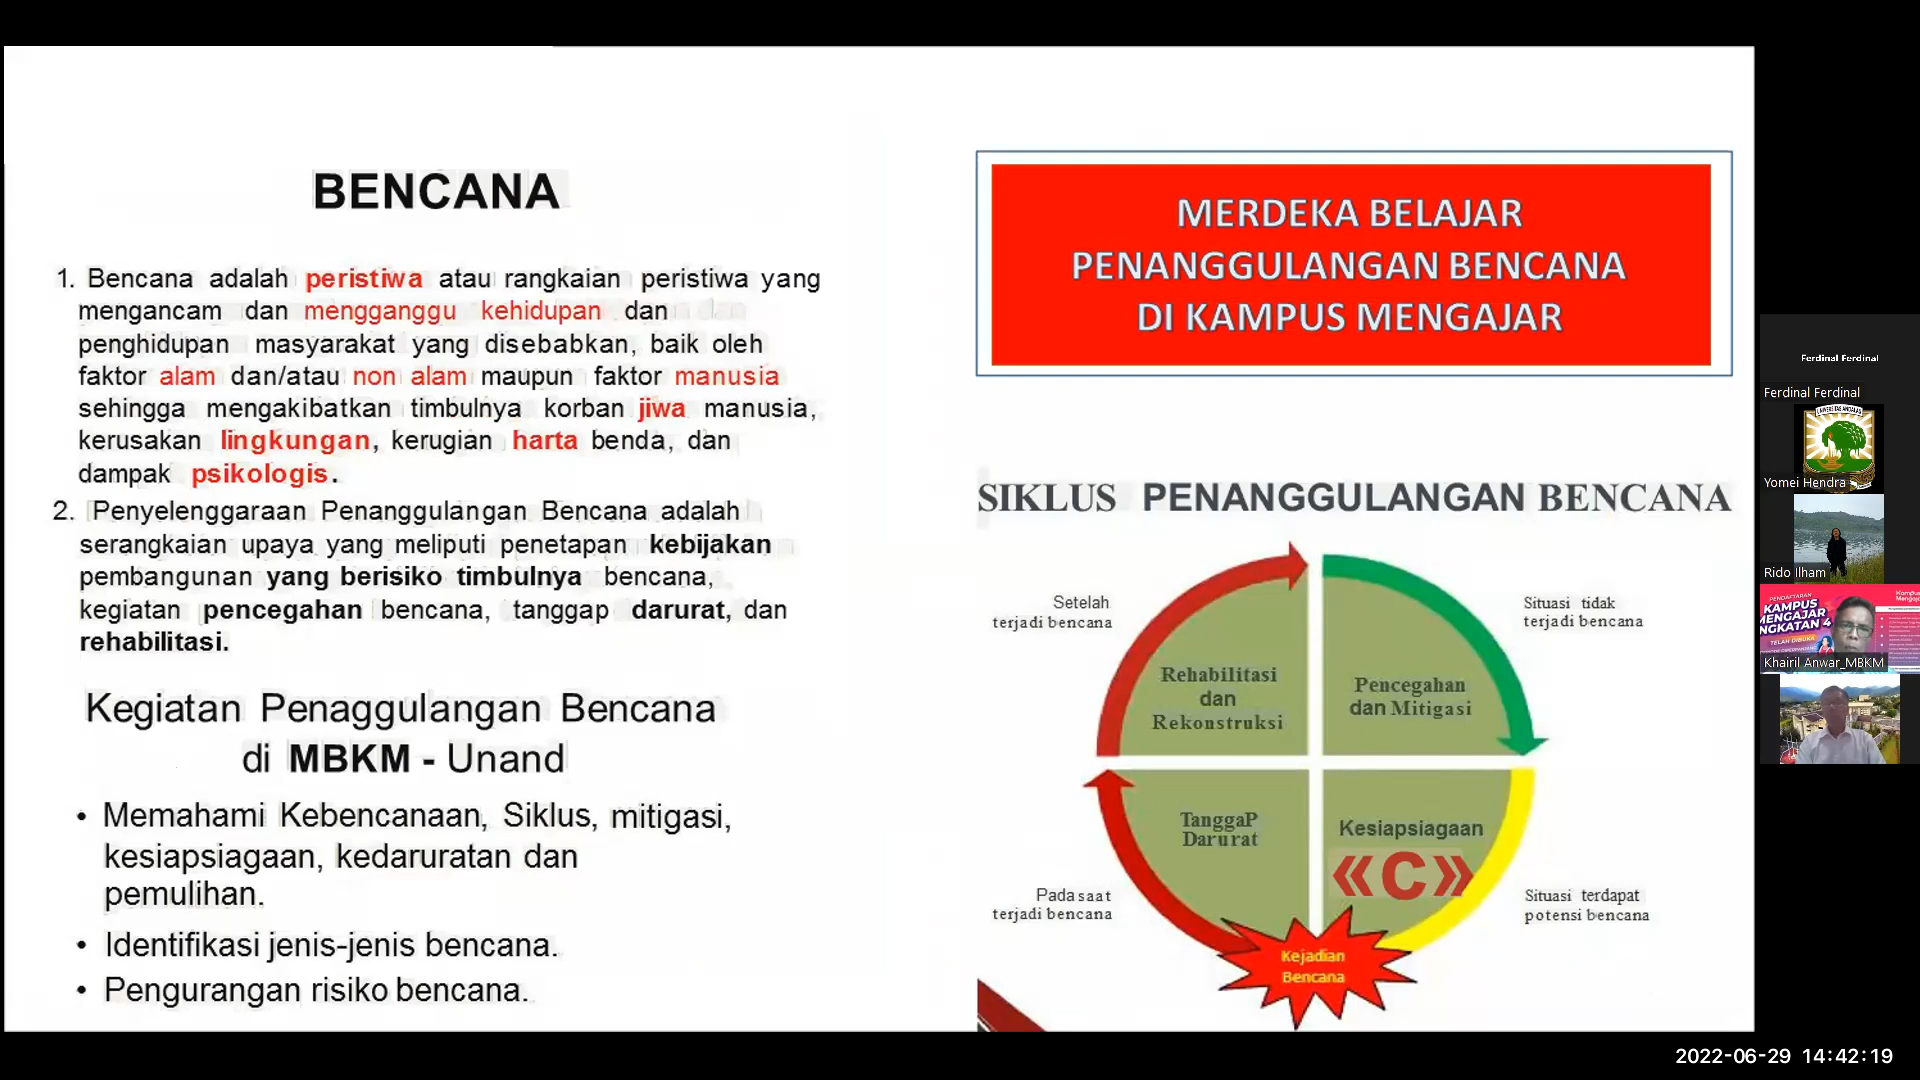 BENCANA
1. Bencana adalah peristiwa atau rangkaian peristiwa yang
mengancam dan mengganggu kehidupan dan
penghidupan masyarakat yang disebabkan, baik oleh
faktor alam dan/atau non alam maupun faktor manusia
sehingga mengakibatkan timbulnya korban jiwa manusia,
kerusakan lingkungan, kerugian harta benda, dan
dampak psikologis.
2. Penyelenggaraan Penanggulangan Bencana adalah
serangkaian upaya yang meliputi penetapan kebijakan
pembangunan yang berisiko timbulnya bencana,
kegiatan pencegahan bencana, tanggap darurat, dan
rehabilitasi.
Kegiatan Penaggulangan Bencana
di MBKM - Unand
• Memahami Kebencanaan, Siklus, mitigasi,
kesiapsiagaan, kedaruratan dan
pemulihan.
• Identifikasi jenis-jenis bencana.
• Pengurangan risiko bencana.
MERDEKA BELAJAR
PENANGGULANGAN BENCANA
DI KAMPUS MENGAJAR
SIKLUS PENANGGULANGAN BENCANA
Setelah
terjadi bencana
Situasi tidak
terjadi bencana
Rehabilitasi
dan
Rekonstruksi
Pencegahan
dan Mitigasi
TanggaP
Darurat
Kesiapsiagaan
«C»
Pada saat
terjadi bencana
Situasi terdapat
potensi bencana
Kejadian
Bencana
Ferdinal Ferdinal
Ferdinal Ferdinal
UNIVERSITAS ANDALAS
Yomei Hendra
Rido Ilham
PENDAFTARAN
KAMPUS
MENGAJAR
ANGKATAN 4
TELAH DIBUKA
Khairil Anwar_MBKM
2022-06-29 14:42:19